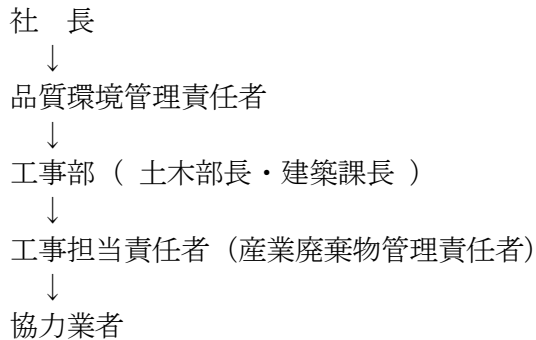 社　長
↓
品質環境管理責任者
↓
工事部（ 土木部長・建築課長 ）
↓
工事担当責任者（産業廃棄物管理責任者）
↓
協力業者